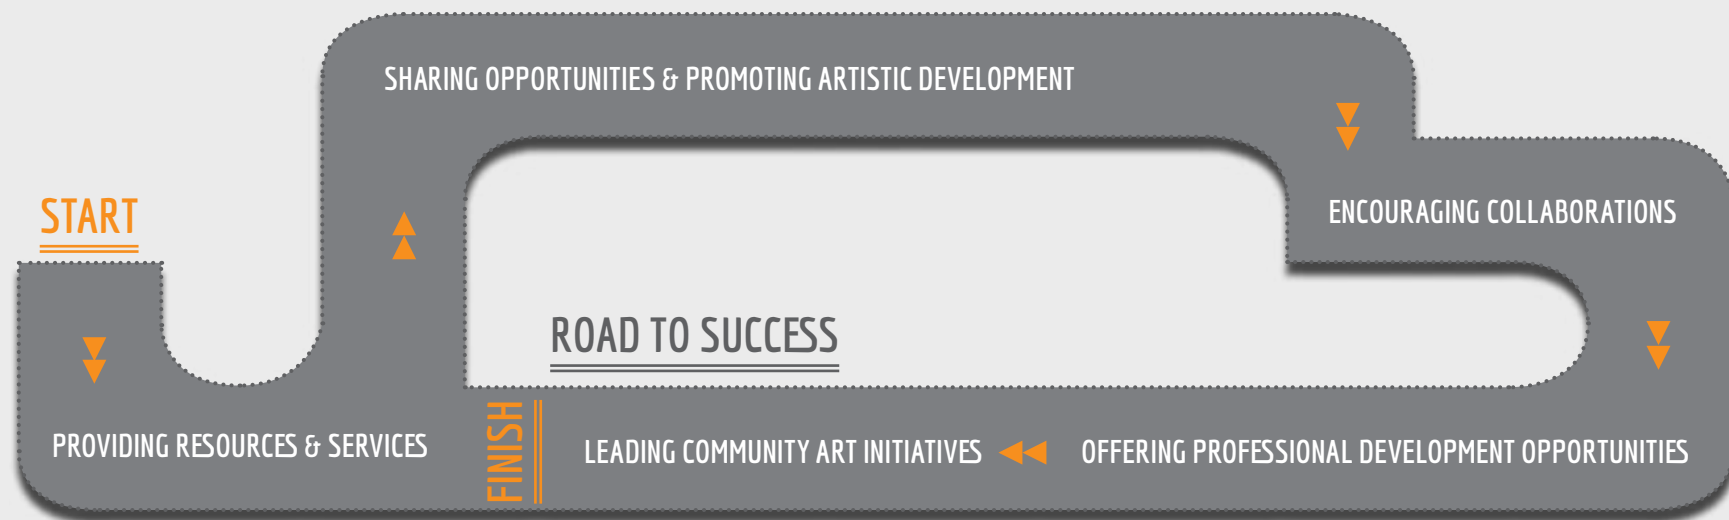 START
PROVIDING RESOURCES & SERVICES
SHARING OPPORTUNITIES & PROMOTING ARTISTIC DEVELOPMENT
ENCOURAGING COLLABORATIONS
OFFERING PROFESSIONAL DEVELOPMENT OPPORTUNITIES
LEADING COMMUNITY ART INITIATIVES
FINISH
ROAD TO SUCCESS